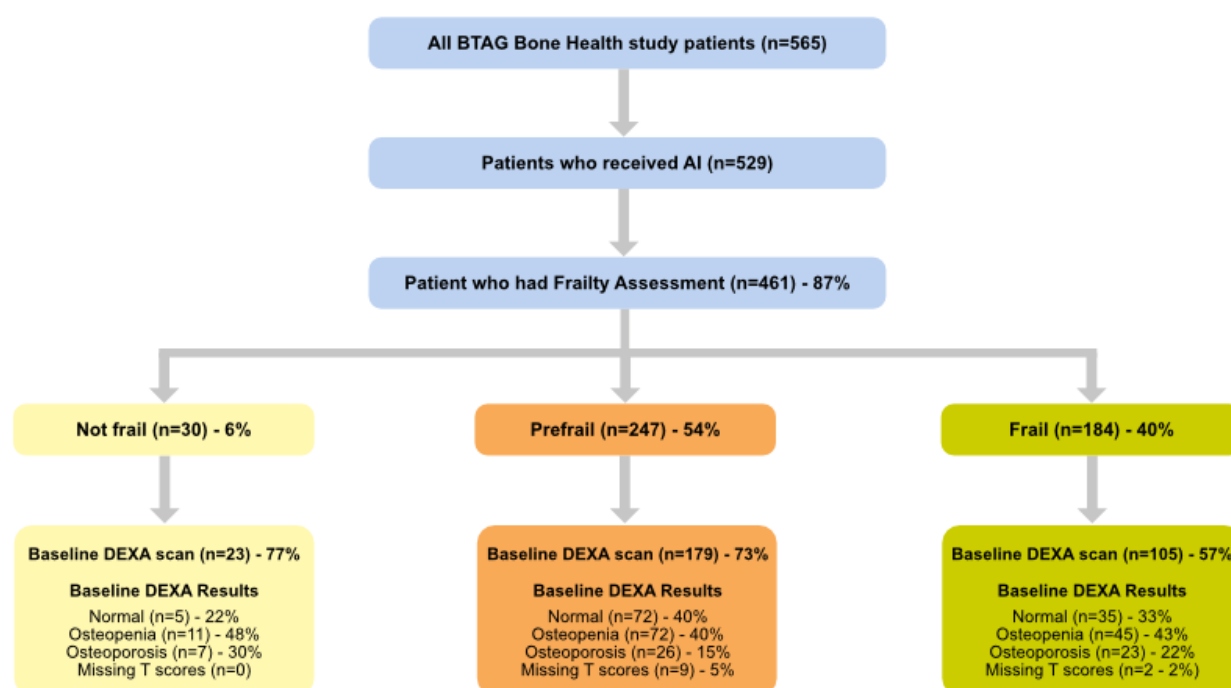 All BTAG Bone Health study patients (n=565)
Patients who received AI (n=529)
Patient who had Frailty Assessment (n=461) - 87%
Not frail (n=30) - 6%
Prefrail (n=247) - 54%
Frail (n=184) - 40%
Baseline DEXA scan (n=23) - 77%
Baseline DEXA Results
Normal (n=5) - 22%
Osteopenia (n=11) - 48%
Osteoporosis (n=7) - 30%
Missing T scores (n=0)
Baseline DEXA scan (n=179) - 73%
Baseline DEXA Results
Normal (n=72) - 40%
Osteopenia (n=72) - 40%
Osteoporosis (n=26) - 15%
Missing T scores (n=9) - 5%
Baseline DEXA scan (n=105) - 57%
Baseline DEXA Results
Normal (n=35) - 33%
Osteopenia (n=45) - 43%
Osteoporosis (n=23) - 22%
Missing T scores (n=2 - 2%)